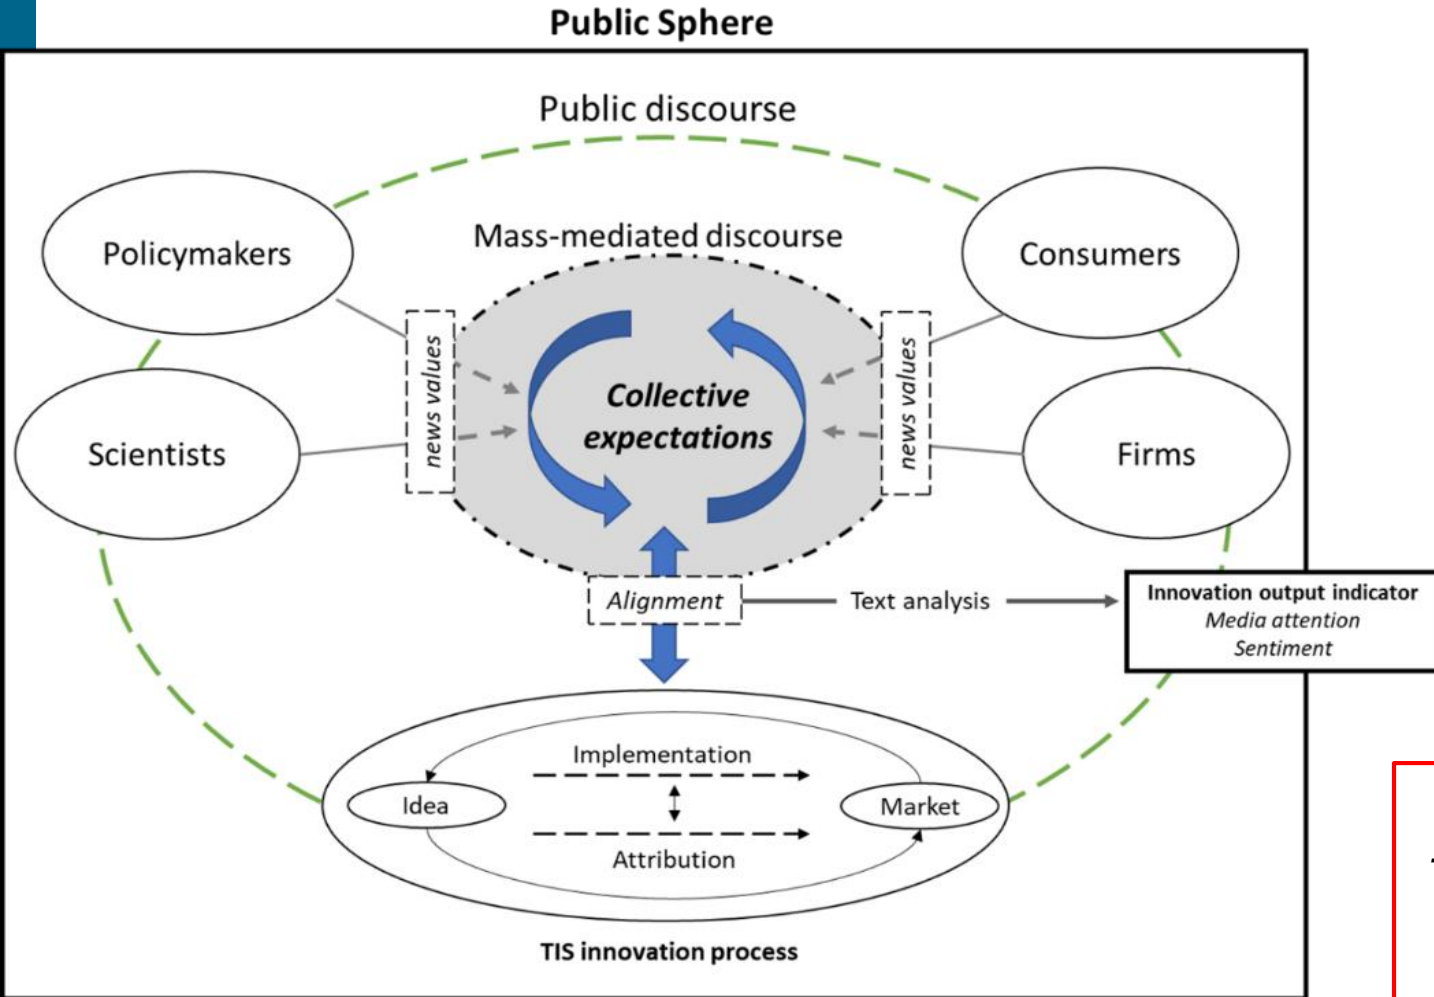 Public Sphere
Public discourse
Policymakers
Consumers
Mass-mediated discourse
news values
news values
Collective
expectations
Scientists
Firms
Alignment
Text analysis
Innovation output indicator
Media attention
Sentiment
Implementation
Idea
Market
Attribution
TIS innovation process